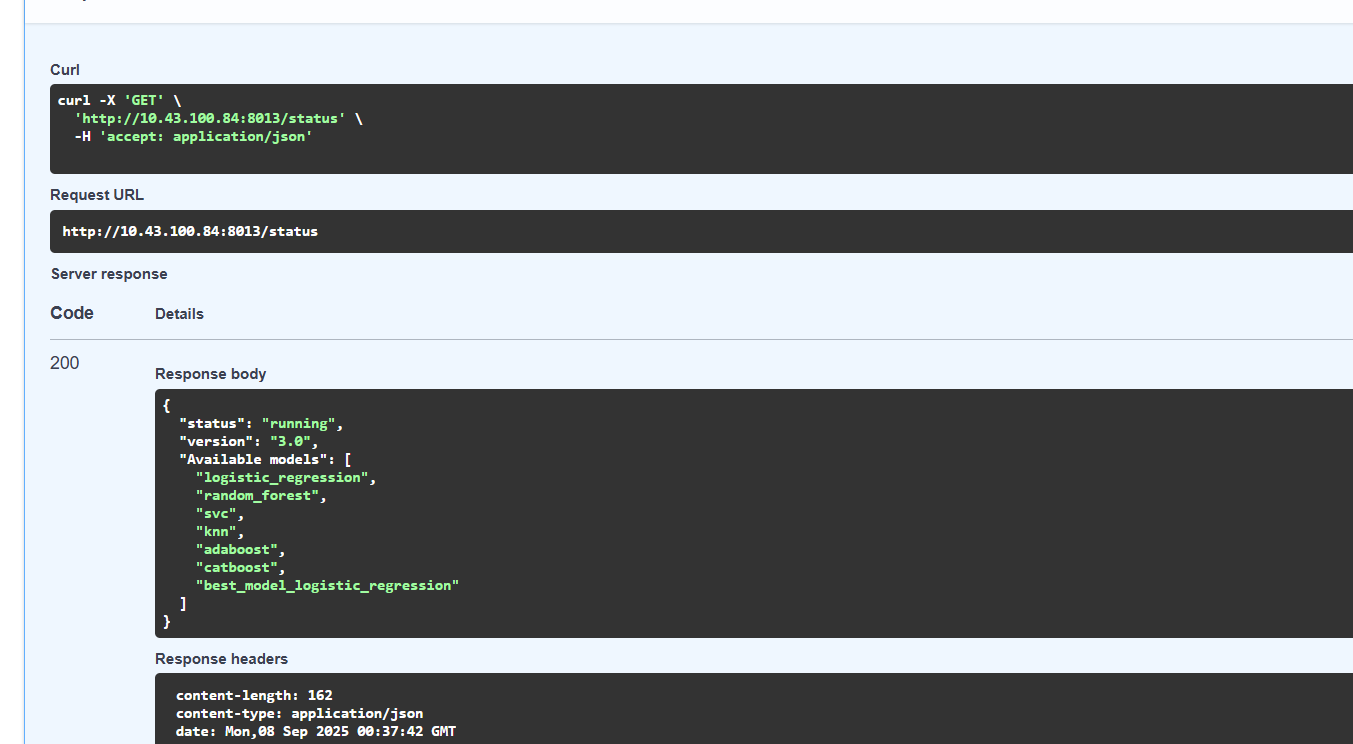 Curl
curl -X 'GET' \
  'http://10.43.100.84:8013/status' \
  -H 'accept: application/json'
Request URL
http://10.43.100.84:8013/status
Server response
Code Details
200
Response body
{
  "status": "running",
  "version": "3.0",
  "Available models": [
    "logistic_regression",
    "random_forest",
    "svc",
    "knn",
    "adaboost",
    "catboost",
    "best_model_logistic_regression"
  ]
}
Response headers
content-length: 162
content-type: application/json
date: Mon,08 Sep 2025 00:37:42 GMT